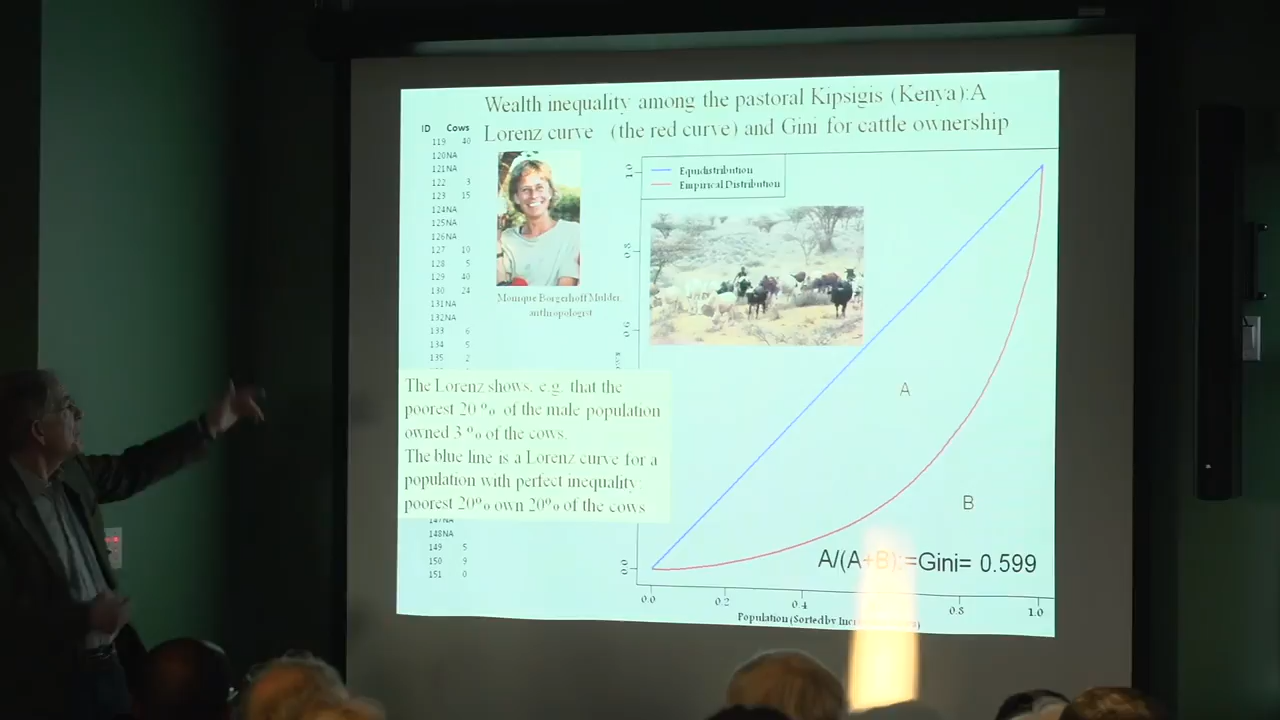 Wealth inequality among the pastoral Kipsigis (Kenya):A
Lorenz curve (the red curve) and Gini for cattle ownership
ID Cows
119 40
120NA
121NA
122 3
123 15
124NA
125NA
126NA
127 10
128 5
129 40
130 24
131NA
132NA
133 6
134 5
135 2
Monique Borgerhoff Mulder,
anthropologist
The Lorenz shows, e.g. that the
poorest 20 % of the male population
owned 3 % of the cows.
The blue line is a Lorenz curve for a
population with perfect inequality:
poorest 20% own 20% of the cows
147NA
148NA
149 5
150 9
151 0
Equidistribution
Empirical Distribution
1.0
0.8
0.6
0.0
A
B
A/(A+B):=Gini= 0.599
0.0 0.2 0.4 0.8 1.0
Population (Sorted by